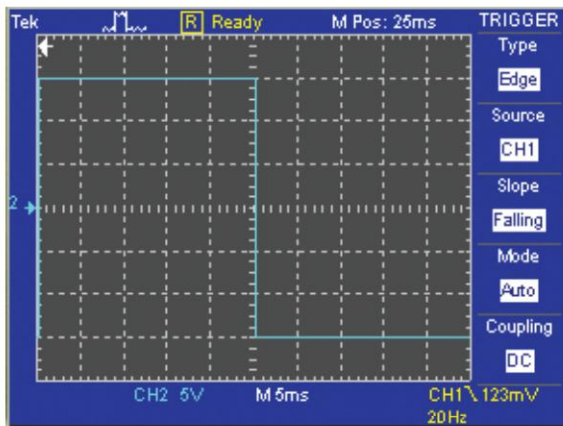 Tek R Ready M Pos: 25ms TRIGGER
Type
Edge
Source
CH1
Slope
2
Falling
Mode
Auto
Coupling
DC
CH2 5V M 5ms CH1 123mV
20Hz